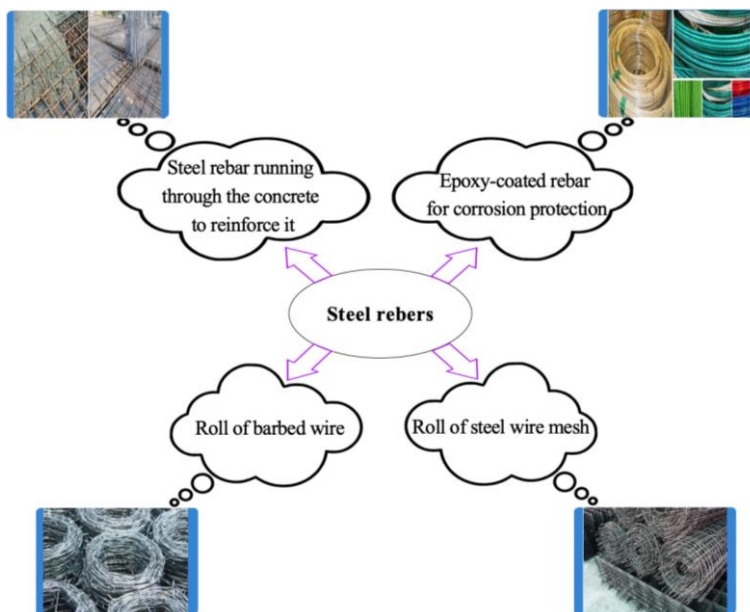 Steel rebar running
through the concrete
to reinforce it
Epoxy-coated rebar
for corrosion protection
Steel rebers
Roll of barbed wire
Roll of steel wire mesh